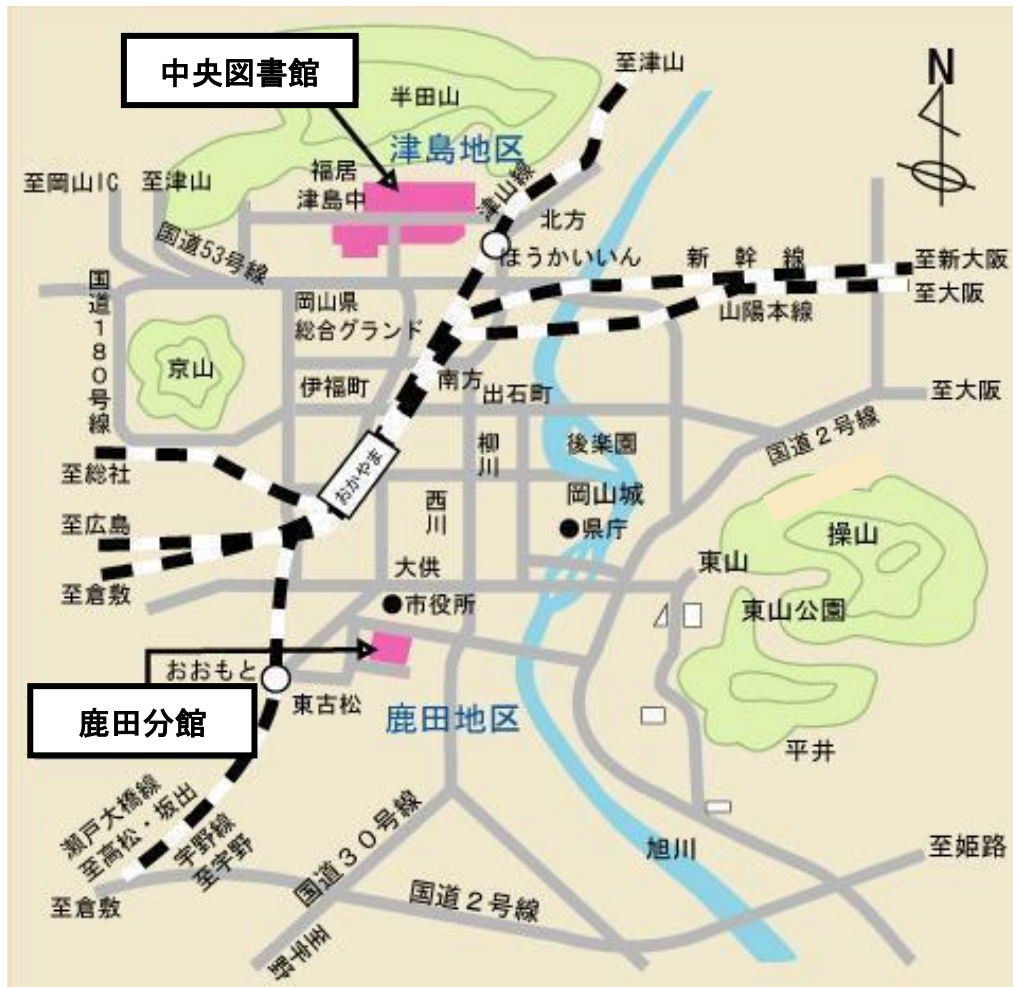 中央図書館
至津山
N
半田山
津島地区
福居
津島中
至岡山IC
至津山
津山線
北方
国道53号線
ほうかいいん
新幹線
至新大阪
至大阪
山陽本線
国道180号線
岡山県
総合グランド
京山
伊福町
南方
出石町
至大阪
国道2号線
柳川
後楽園
おかやま
至総社
西川
岡山城
●県庁
至広島
操山
大供
東山
至倉敷
●市役所
東山公園
おおもと
東古松
鹿田地区
鹿田分館
平井
瀬戸大橋線
至高松・坂出
宇野線
至宇野
国道30号線
旭川
至姫路
至倉敷
国道2号線
至宇野